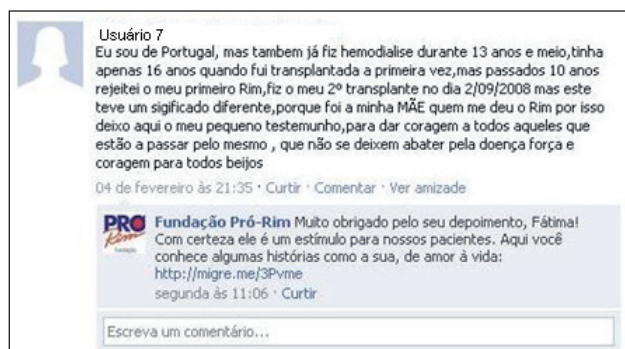 Usuário 7
Eu sou de Portugal, mas tambem já fiz hemodialise durante 13 anos e meio,tinha
apenas 16 anos quando fui transplantada a primeira vez,mas passados 10 anos
rejeitei o meu primeiro Rim,fiz o meu 2º transplante no dia 2/09/2008 mas este
teve um sigificado diferente,porque foi a minha MÃE quem me deu o Rim por isso
deixo aqui o meu pequeno testemunho,para dar coragem a todos aqueles que
estão a passar pelo mesmo , que não se deixem abater pela doença força e
coragem para todos beijos
04 de fevereiro às 21:35 · Curtir · Comentar · Ver amizade
PRO
Rim
Fundação
Fundação Pró-Rim Muito obrigado pelo seu depoimento, Fátima!
Com certeza ele é um estímulo para nossos pacientes. Aqui você
conhece algumas histórias como a sua, de amor à vida:
http://migre.me/3Pvme
segunda às 11:06 · Curtir
Escreva um comentário...